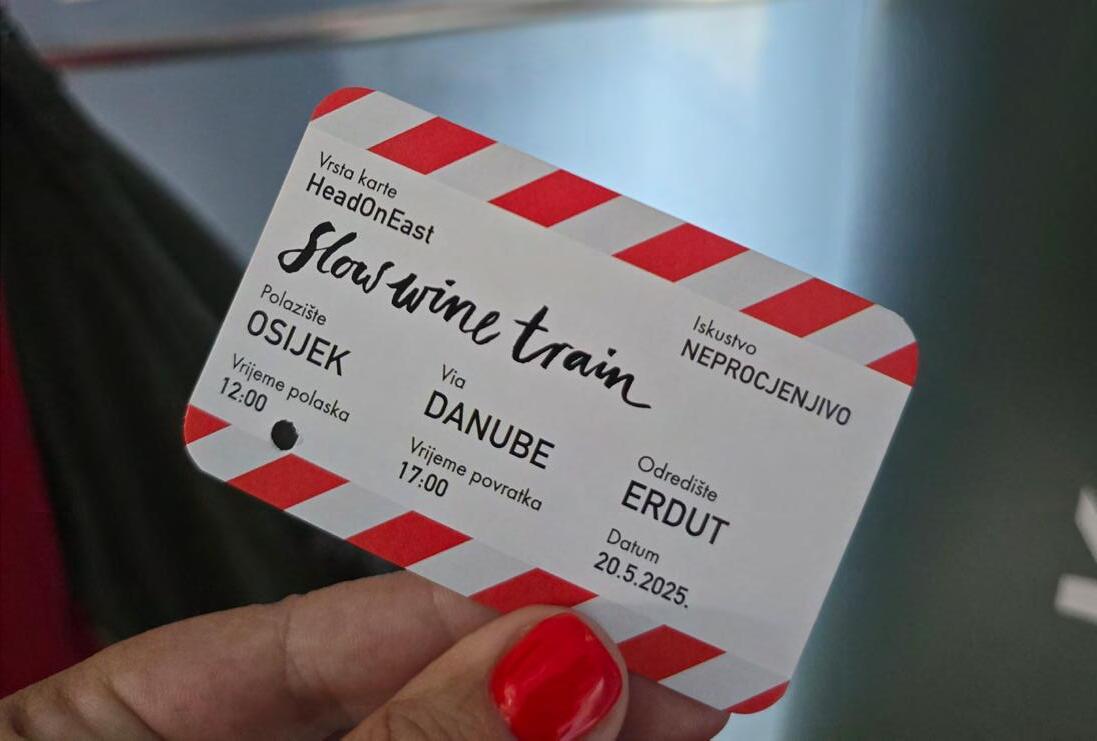 Vrsta karte
HeadOnEast
Slow wine train
Iskustvo
NEPROCJENJIVO
Polazište
OSIJEK
Via
DANUBE
Odredište
ERDUT
Vrijeme polaska
12:00
Vrijeme povratka
17:00
Datum
20.5.2025.